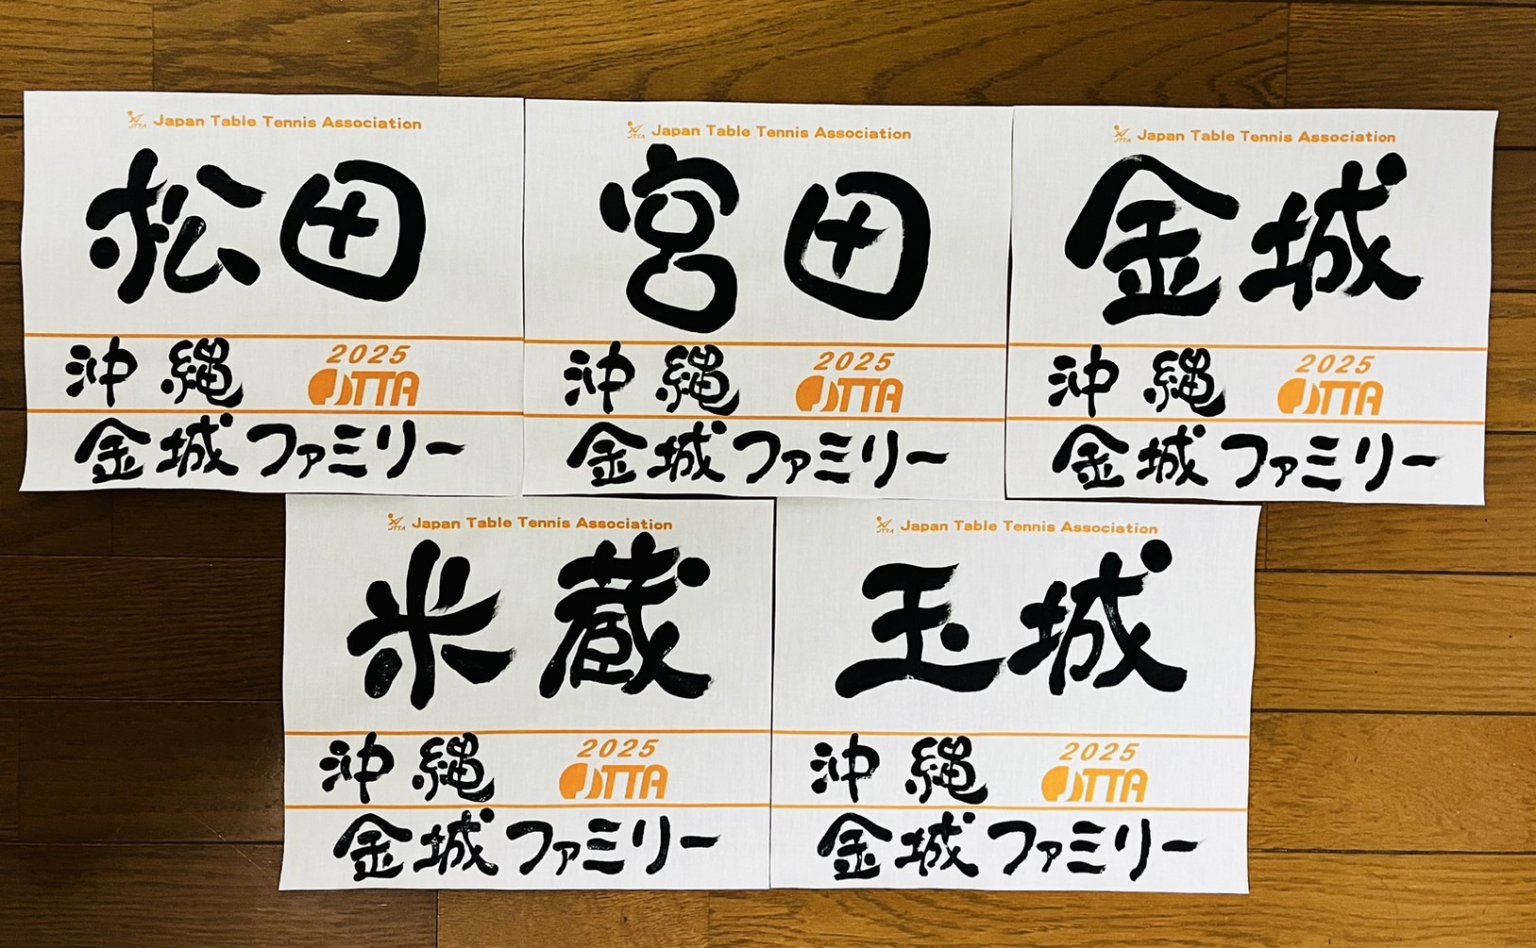 Japan Table Tennis Association
松田
沖縄 2025 JTTA
金城ファミリー
Japan Table Tennis Association
宮田
沖縄 2025 JTTA
金城ファミリー
Japan Table Tennis Association
金城
沖縄 2025 JTTA
金城ファミリー
Japan Table Tennis Association
米蔵
沖縄 2025 JTTA
金城ファミリー
Japan Table Tennis Association
玉城
沖縄 2025 JTTA
金城ファミリー